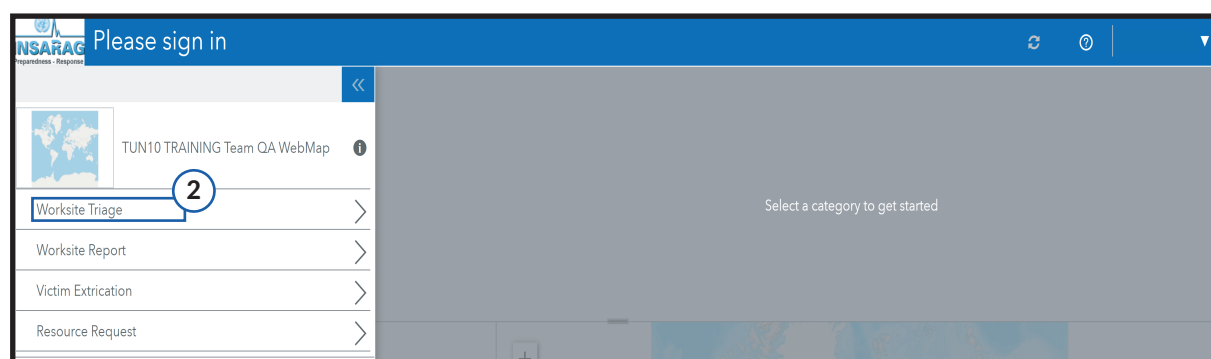 INSARAG
Preparedness - Response
Please sign in
TUN10 TRAINING Team QA WebMap
2
Worksite Triage
Select a category to get started
Worksite Report
Victim Extrication
Resource Request